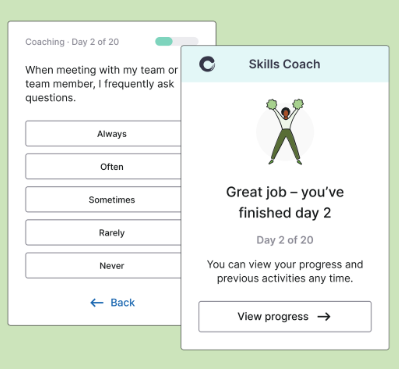 Coaching · Day 2 of 20
When meeting with my team or
team member, I frequently ask
questions.
Always
Often
Sometimes
Rarely
Never
← Back
Skills Coach
Great job – you’ve
finished day 2
Day 2 of 20
You can view your progress and
previous activities any time.
View progress →